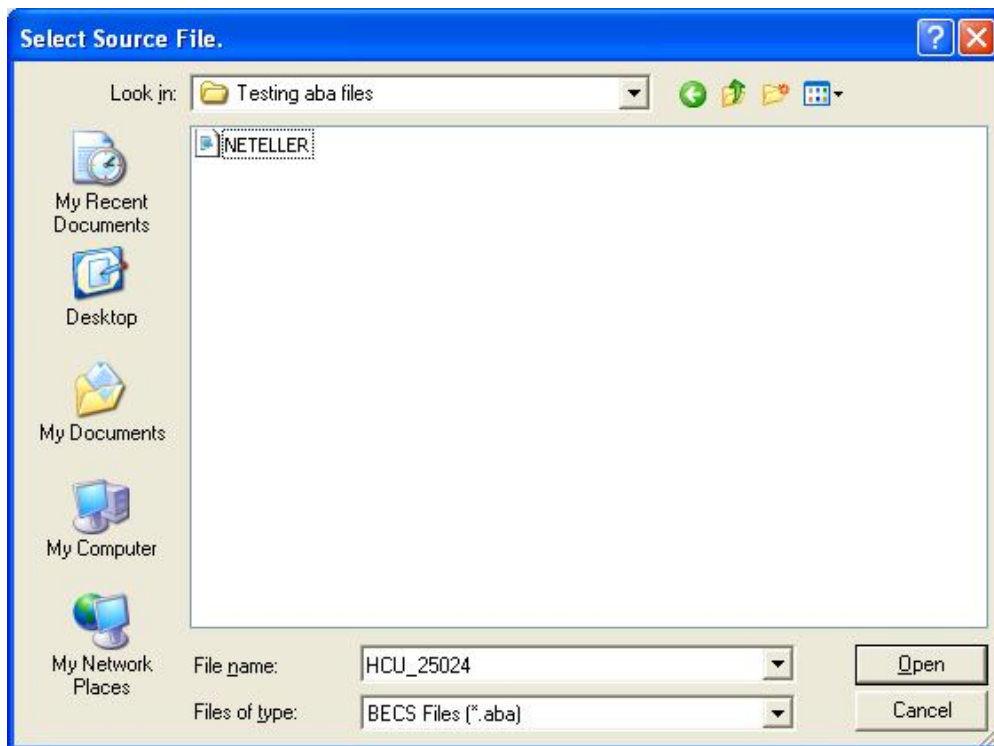 Select Source File.
Look in: Testing aba files
NETELLER
My Recent
Documents
Desktop
My Documents
My Computer
My Network
Places
File name: HCU_25024 Open
Files of type: BECS Files (*.aba) Cancel